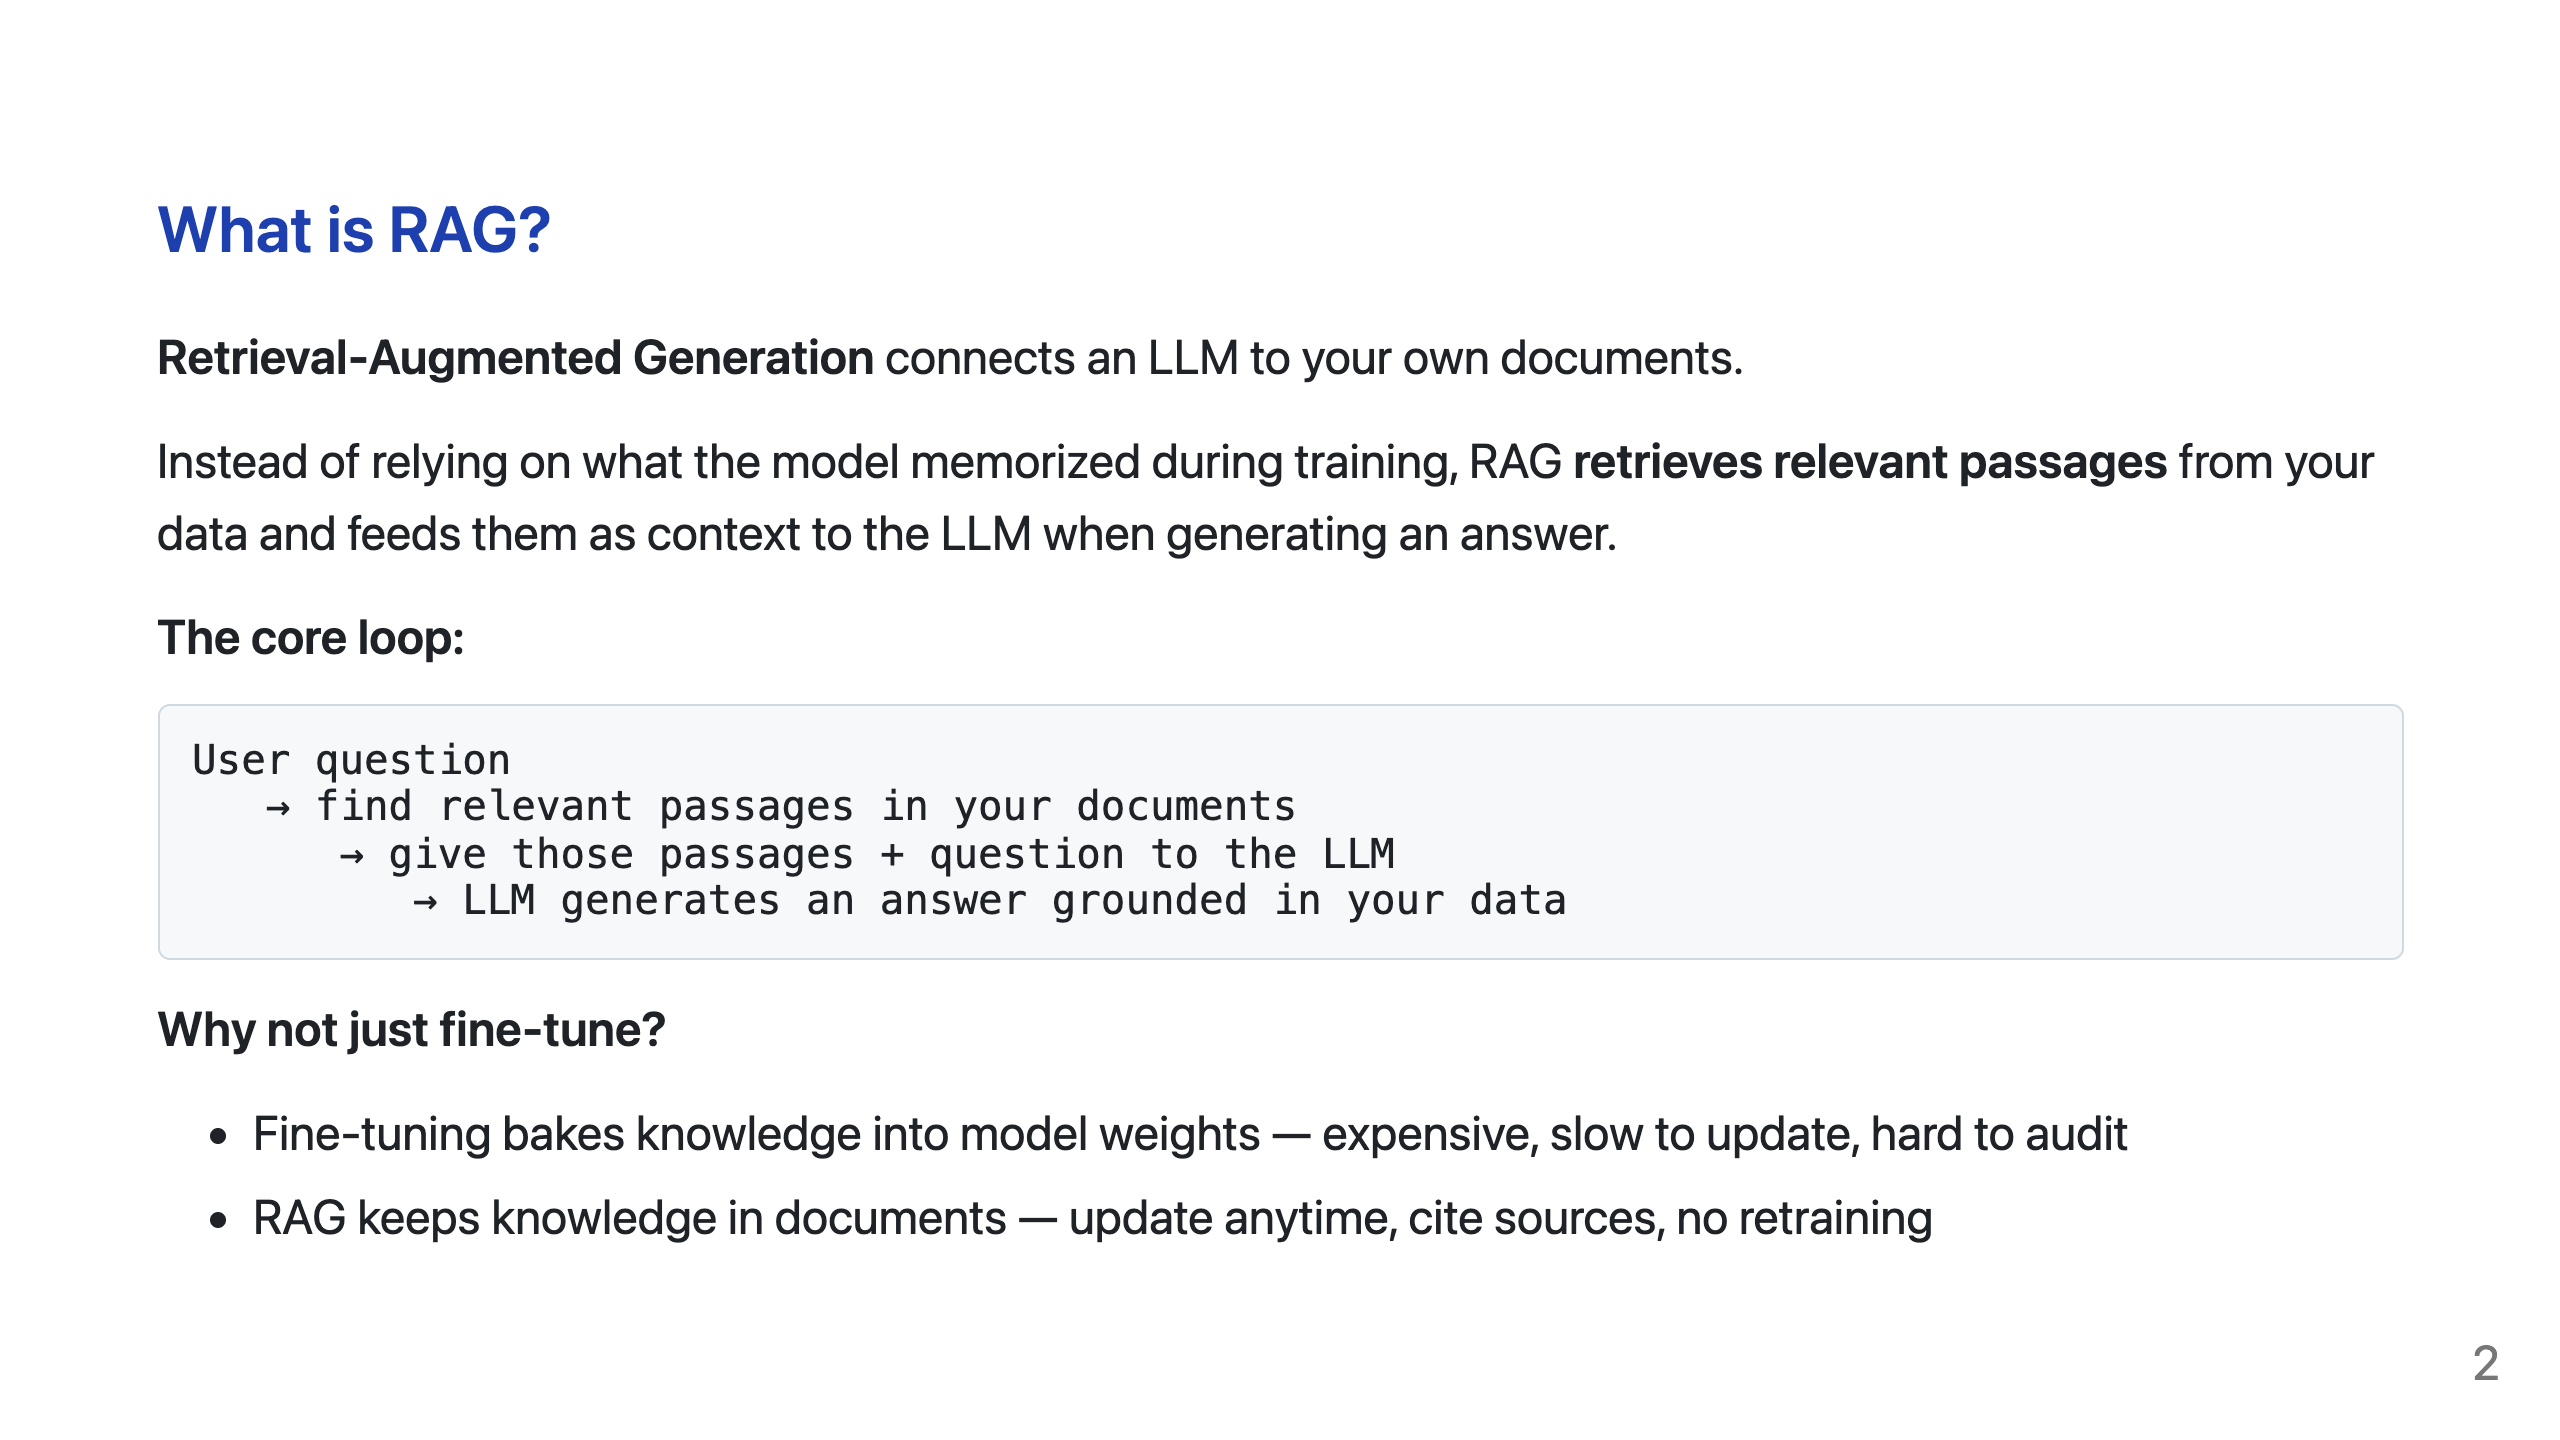 What is RAG?
Retrieval-Augmented Generation connects an LLM to your own documents.
Instead of relying on what the model memorized during training, RAG retrieves relevant passages from your
data and feeds them as context to the LLM when generating an answer.
The core loop:
User question
→ find relevant passages in your documents
→ give those passages + question to the LLM
→ LLM generates an answer grounded in your data
Why not just fine-tune?
• Fine-tuning bakes knowledge into model weights — expensive, slow to update, hard to audit
• RAG keeps knowledge in documents — update anytime, cite sources, no retraining
2